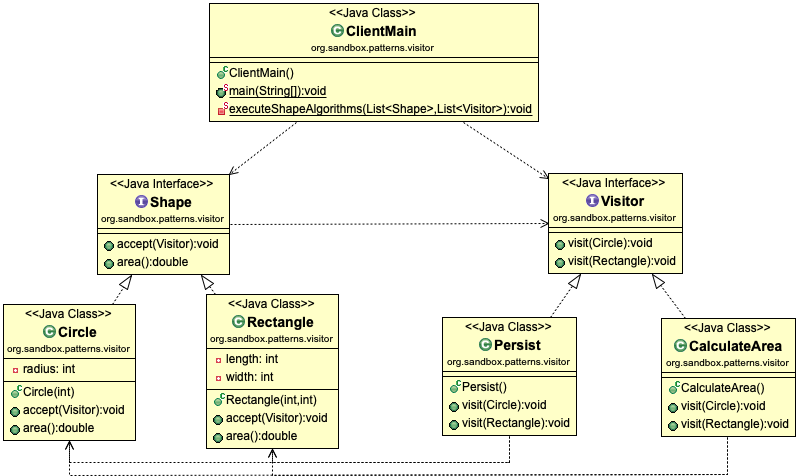 <<Java Class>>
ClientMain
org.sandbox.patterns.visitor
ClientMain()
main(String[]):void
executeShapeAlgorithms(List<Shape>,List<Visitor>):void
<<Java Interface>>
Shape
org.sandbox.patterns.visitor
accept(Visitor):void
area():double
<<Java Interface>>
Visitor
org.sandbox.patterns.visitor
visit(Circle):void
visit(Rectangle):void
<<Java Class>>
Circle
org.sandbox.patterns.visitor
radius: int
Circle(int)
accept(Visitor):void
area():double
<<Java Class>>
Rectangle
org.sandbox.patterns.visitor
length: int
width: int
Rectangle(int,int)
accept(Visitor):void
area():double
<<Java Class>>
Persist
org.sandbox.patterns.visitor
Persist()
visit(Circle):void
visit(Rectangle):void
<<Java Class>>
CalculateArea
org.sandbox.patterns.visitor
CalculateArea()
visit(Circle):void
visit(Rectangle):void